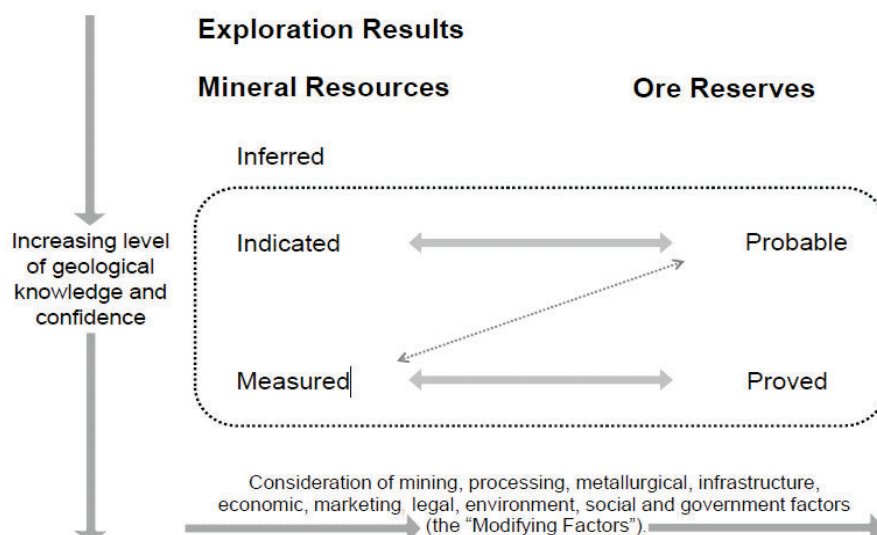 Exploration Results
Mineral Resources
Ore Reserves
Inferred
Increasing level
of geological
knowledge and
confidence
Indicated
Probable
Measured
Proved
Consideration of mining, processing, metallurgical, infrastructure,
economic, marketing, legal, environment, social and government factors
(the “Modifying Factors”).